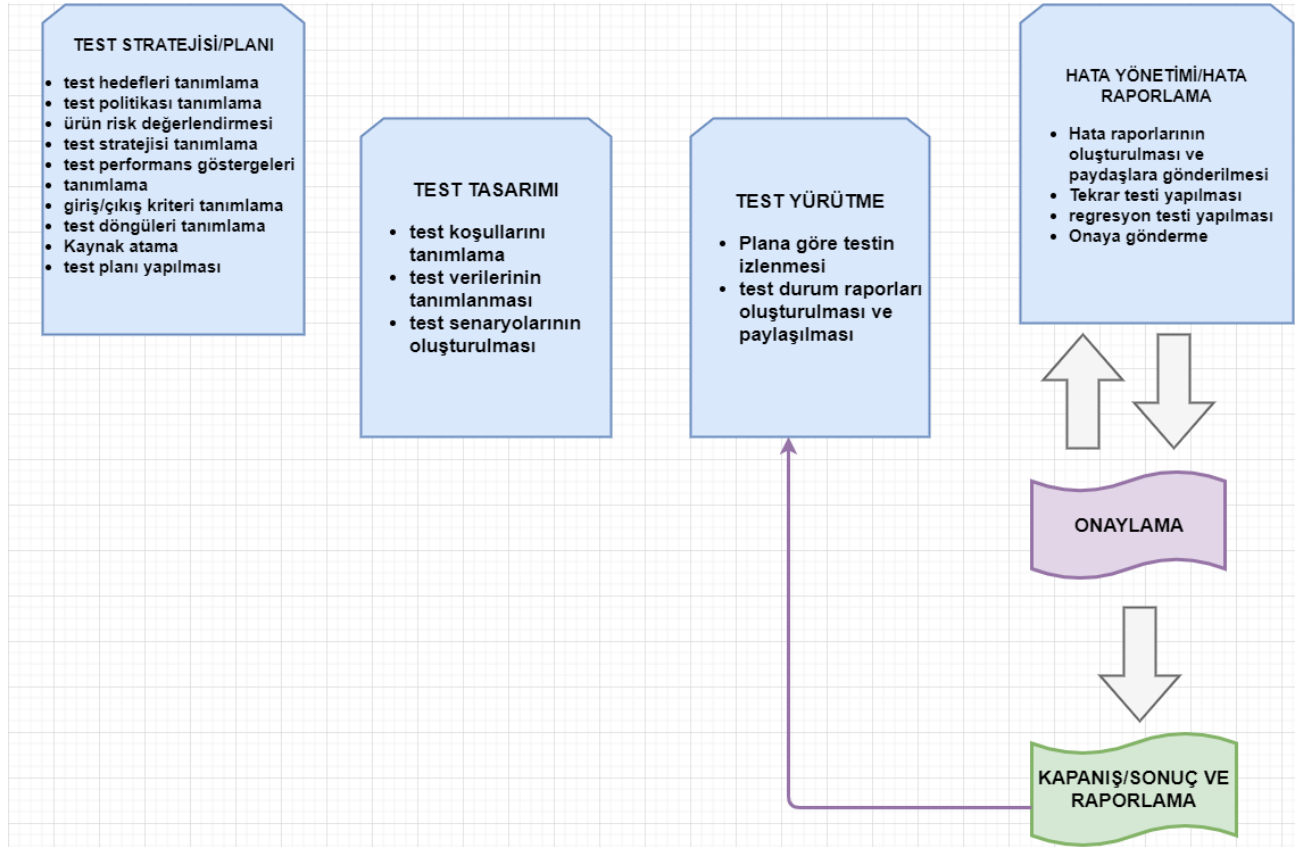 TEST STRATEJİSİ/PLANI
• test hedefleri tanımlama
• test politikası tanımlama
• ürün risk değerlendirmesi
• test stratejisi tanımlama
• test performans göstergeleri
• tanımlama
• giriş/çıkış kriteri tanımlama
• test döngüleri tanımlama
• Kaynak atama
• test planı yapılması
TEST TASARIMI
• test koşullarını
tanımlama
• test verilerinin
tanımlanması
• test senaryolarının
oluşturulması
TEST YÜRÜTME
• Plana göre testin
izlenmesi
• test durum raporları
oluşturulması ve
paylaşılması
HATA YÖNETİMİ/HATA
RAPORLAMA
• Hata raporlarının
oluşturulması ve
paydaşlara gönderilmesi
• Tekrar testi yapılması
• regresyon testi yapılması
• Onaya gönderme
ONAYLAMA
KAPANIŞ/SONUÇ VE
RAPORLAMA